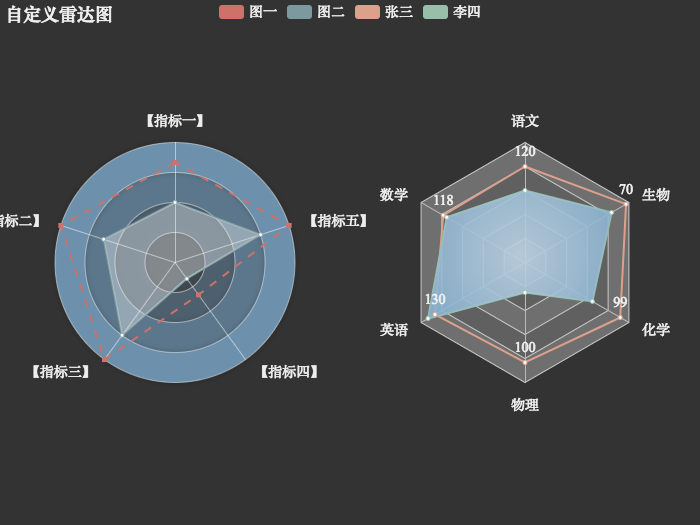 自定义雷达图
图一 图二 张三 李四
【指标一】
指标二】
【指标三】
【指标四】
【指标五】
语文
120
数学
118
70
生物
英语
130
99
化学
100
物理